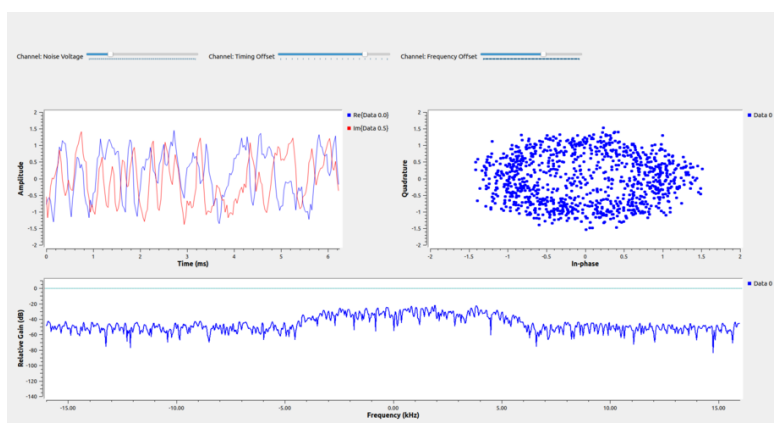 Channel: Noise Voltage
Channel: Timing Offset
Channel: Frequency Offset
2
1.5
1
0.5
0
-0.5
-1
-1.5
-2
Amplitude
0 1 2 3 4 5 6
Time (ms)
Re{Data 0.0}
Im{Data 0.5}
2
1.5
1
0.5
0
-0.5
-1
-1.5
-2
Quadrature
-2 -1.5 -1 -0.5 0 0.5 1 1.5 2
In-phase
Data 0
0
-20
-40
-60
-80
-100
-120
-140
Relative Gain (dB)
-15.00 -10.00 -5.00 0.00 5.00 10.00 15.00
Frequency (kHz)
Data 0